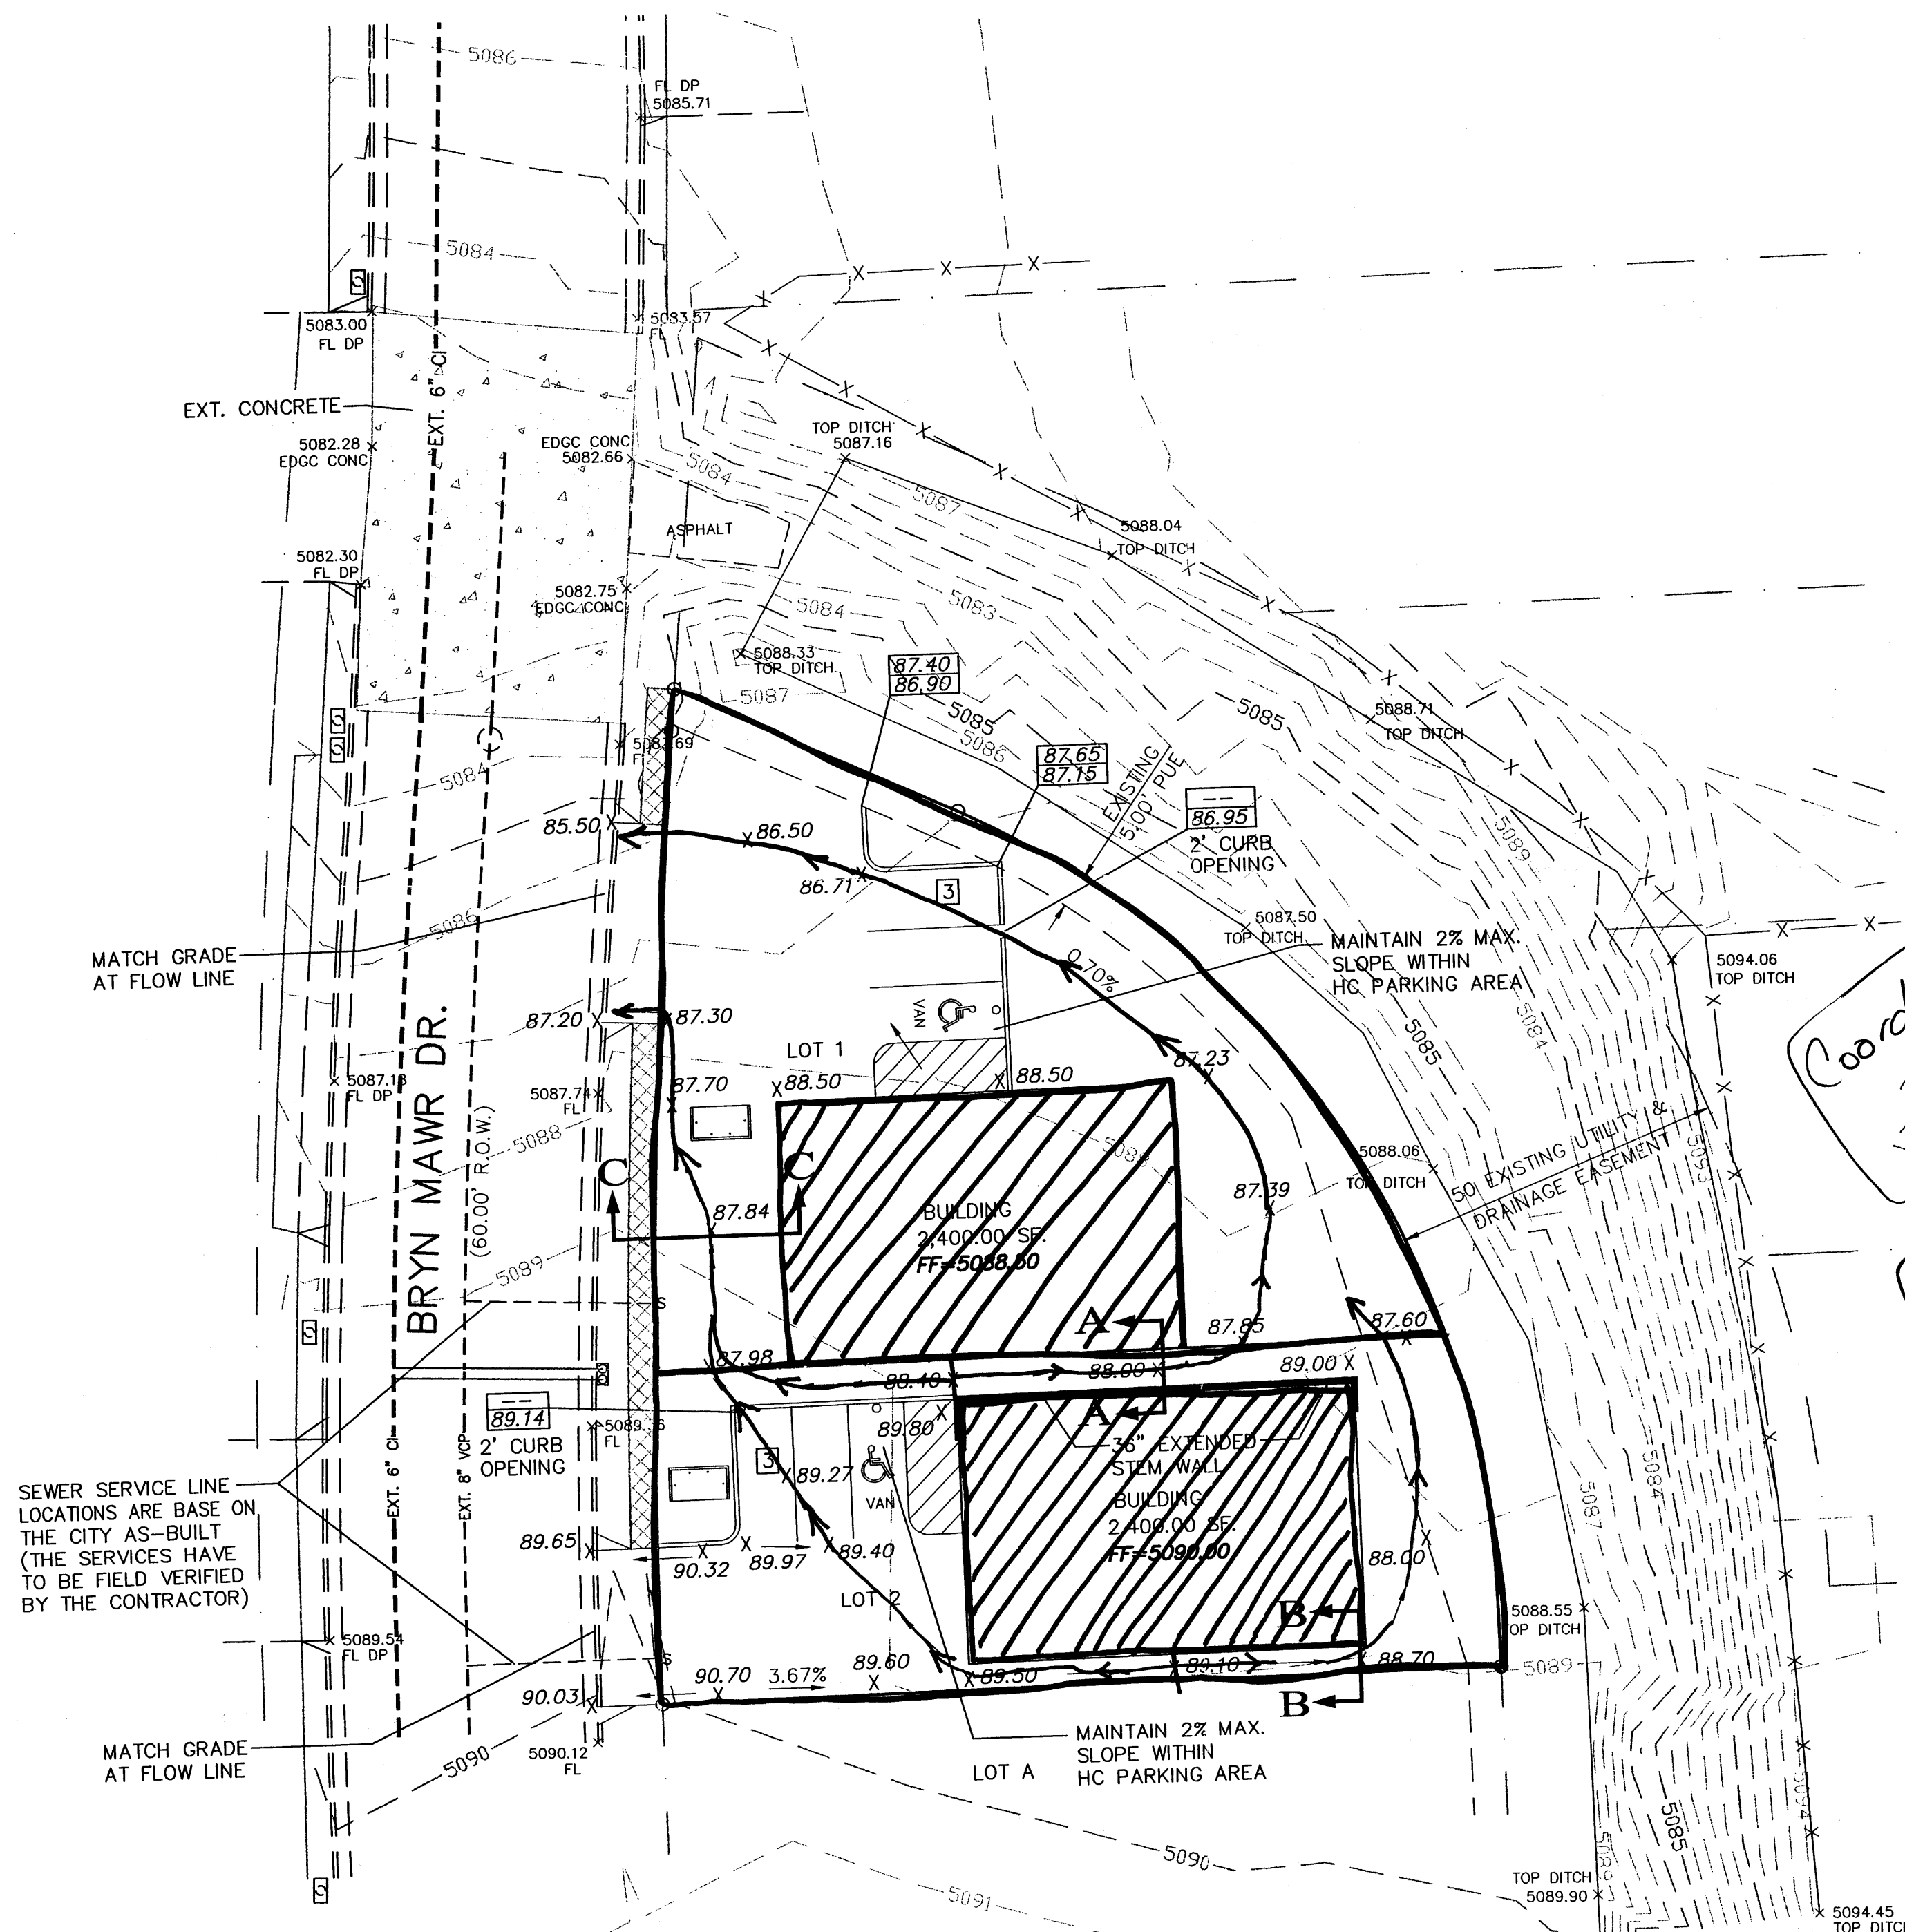 5086
FL DP
5085.71
5084
5083.00
FL DP
5083.57
FL
EXT. 6" CI
EXT. CONCRETE
5082.28
EDGC CONC
EDGC CONC
5082.66
TOP DITCH
5087.16
5084
5087
ASPHALT
5088.04
TOP DITCH
5082.30
FL DP
5082.75
EDGC CONC
5084
5083
5088.33
TOP DITCH
5087
87.40
86.90
5085
5085
5088.71
TOP DITCH
87.65
87.15
EXISTING
5.00' PUE
5084
86.95
2' CURB
OPENING
5089
85.50
86.50
86.71
3
5086
5087.50
TOP DITCH
MATCH GRADE
AT FLOW LINE
MAINTAIN 2% MAX.
SLOPE WITHIN
HC PARKING AREA
5094.06
TOP DITCH
0.70%
VAN
87.20
87.30
5085
5084
LOT 1
87.23
5087.18
FL DP
5087.74
FL
87.70
88.50
88.50
BRYN MAWR DR.
(60.00' R.O.W.)
5088
5088
C
C
5088.06
TOP DITCH
50 EXISTING UTILITY &
DRAINAGE EASEMENT
5093
87.84
87.39
BUILDING
2,400.00 SF.
FF=5088.50
5089
A
87.85
87.60
87.98
88.10
88.00
89.00
89.14
2' CURB
OPENING
FL
89.80
A
36" EXTENDED
STEM WALL
3
89.27
VAN
EXT. 6" CI
EXT. 8" VCP
SEWER SERVICE LINE
LOCATIONS ARE BASE ON
THE CITY AS-BUILT
(THE SERVICES HAVE
TO BE FIELD VERIFIED
BY THE CONTRACTOR)
BUILDING
2,400.00 SF.
FF=5090.00
5087
5084
89.65
90.32
89.97
89.40
88.00
LOT 2
B
5088.55
TOP DITCH
5089.54
FL DP
90.70
3.67%
89.60
89.50
89.10
88.70
5089
90.03
B
MATCH GRADE
AT FLOW LINE
5090.12
FL
5090
MAINTAIN 2% MAX.
SLOPE WITHIN
HC PARKING AREA
LOT A
5094
5085
5089
5090
5091
TOP DITCH
5089.90
5094.45